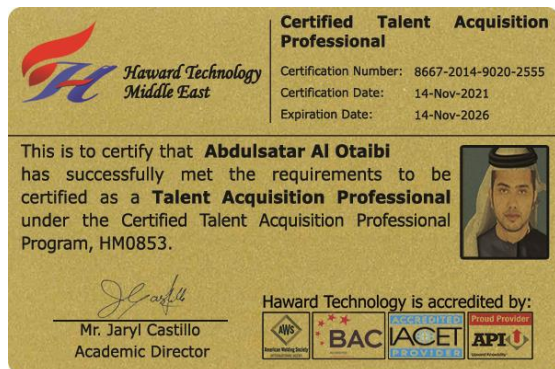 Haward Technology
Middle East
Certified Talent Acquisition
Professional
Certification Number: 8667-2014-9020-2555
Certification Date: 14-Nov-2021
Expiration Date: 14-Nov-2026
This is to certify that Abdulsatar Al Otaibi
has successfully met the requirements to be
certified as a Talent Acquisition Professional
under the Certified Talent Acquisition Professional
Program, HM0853.
Mr. Jaryl Castillo
Academic Director
Haward Technology is accredited by:
AWS
American Welding Society
BAC
ACCREDITED
IACET
PROVIDER
Proud Provider
API U